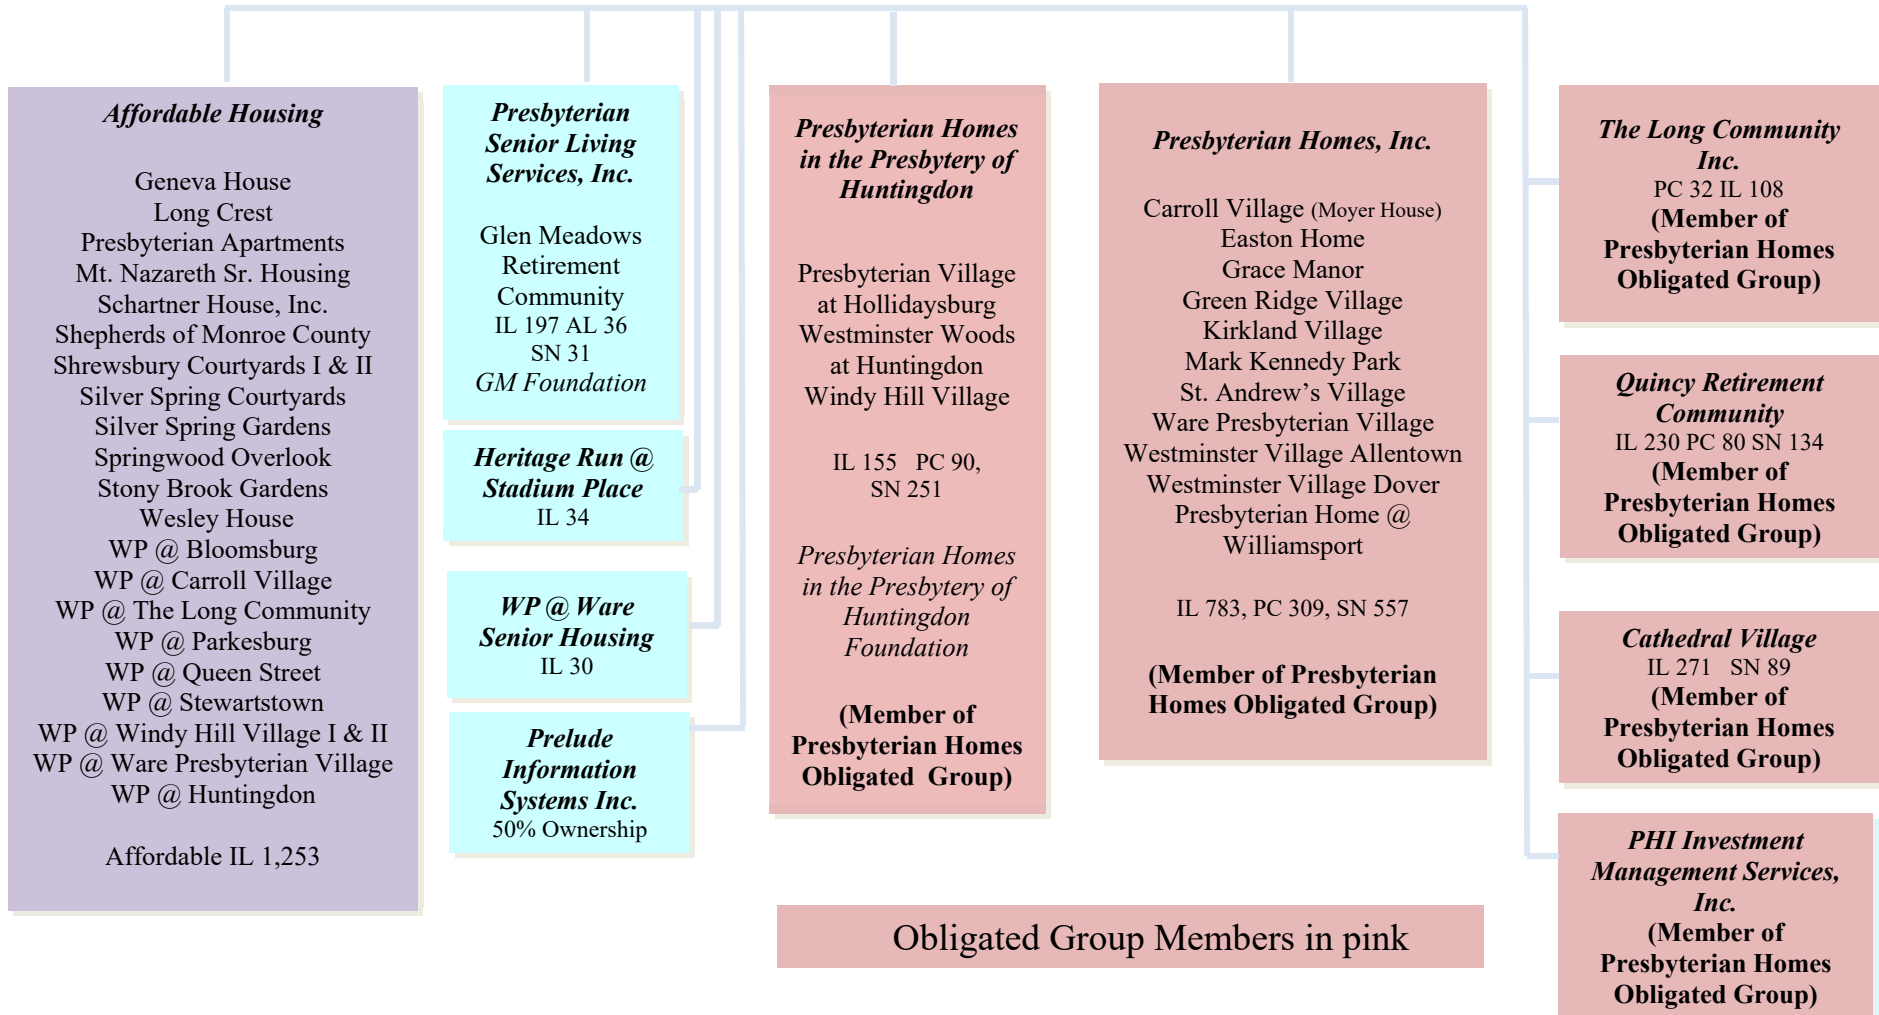 Affordable Housing
Geneva House
Long Crest
Presbyterian Apartments
Mt. Nazareth Sr. Housing
Schartner House, Inc.
Shepherds of Monroe County
Shrewsbury Courtyards I & II
Silver Spring Courtyards
Silver Spring Gardens
Springwood Overlook
Stony Brook Gardens
Wesley House
WP @ Bloomsburg
WP @ Carroll Village
WP @ The Long Community
WP @ Parkesburg
WP @ Queen Street
WP @ Stewartstown
WP @ Windy Hill Village I & II
WP @ Ware Presbyterian Village
WP @ Huntingdon
Affordable IL 1,253
Presbyterian
Senior Living
Services, Inc.
Glen Meadows
Retirement
Community
IL 197 AL 36
SN 31
GM Foundation
Heritage Run @
Stadium Place
IL 34
WP @ Ware
Senior Housing
IL 30
Prelude
Information
Systems Inc.
50% Ownership
Presbyterian Homes
in the Presbytery of
Huntingdon
Presbyterian Village
at Hollidaysburg
Westminster Woods
at Huntingdon
Windy Hill Village
IL 155 PC 90,
SN 251
Presbyterian Homes
in the Presbytery of
Huntingdon
Foundation
(Member of
Presbyterian Homes
Obligated Group)
Presbyterian Homes, Inc.
Carroll Village (Moyer House)
Easton Home
Grace Manor
Green Ridge Village
Kirkland Village
Mark Kennedy Park
St. Andrew’s Village
Ware Presbyterian Village
Westminster Village Allentown
Westminster Village Dover
Presbyterian Home @
Williamsport
IL 783, PC 309, SN 557
(Member of Presbyterian
Homes Obligated Group)
The Long Community
Inc.
PC 32 IL 108
(Member of
Presbyterian Homes
Obligated Group)
Quincy Retirement
Community
IL 230 PC 80 SN 134
(Member of
Presbyterian Homes
Obligated Group)
Cathedral Village
IL 271 SN 89
(Member of
Presbyterian Homes
Obligated Group)
PHI Investment
Management Services,
Inc.
(Member of
Presbyterian Homes
Obligated Group)
Obligated Group Members in pink